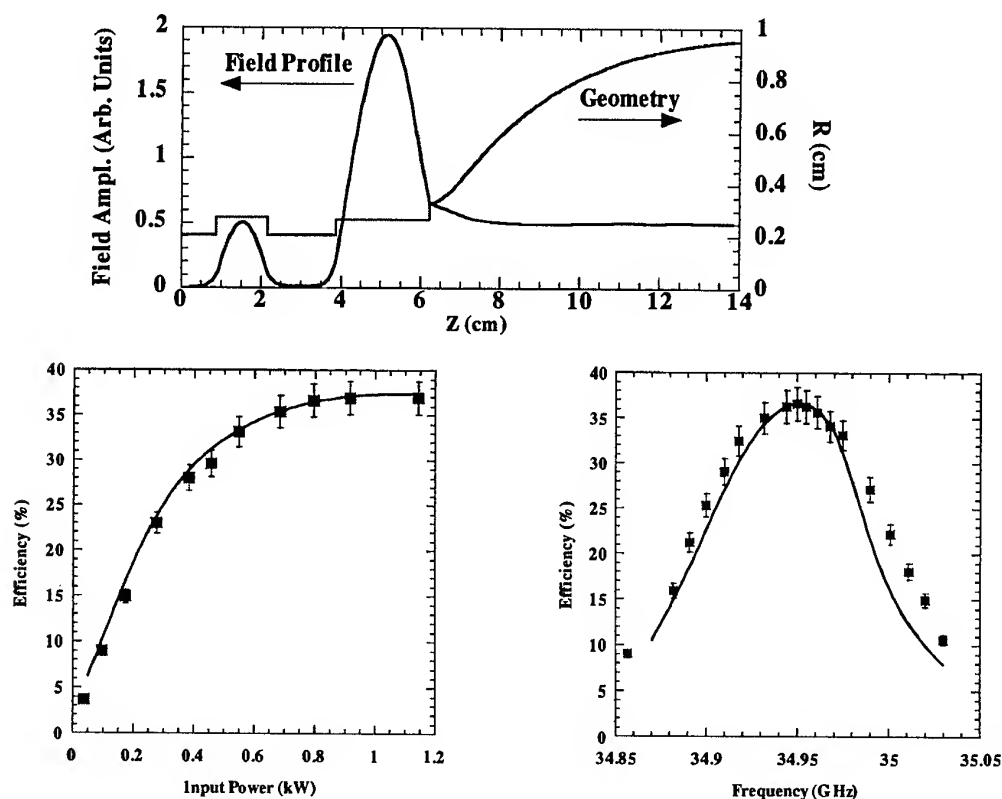 Field Ampl. (Arb. Units)
2
1.5
1
0.5
0
Field Profile
Geometry
1
0.8
0.6
0.4
0.2
0
R (cm)
0 2 4 6 8 10 12 14
Z (cm)
Efficiency (%)
40
35
30
25
20
15
10
5
0
0 0.2 0.4 0.6 0.8 1 1.2
Input Power (kW)
Efficiency (%)
40
35
30
25
20
15
10
5
0
34.85 34.9 34.95 35 35.05
Frequency (GHz)